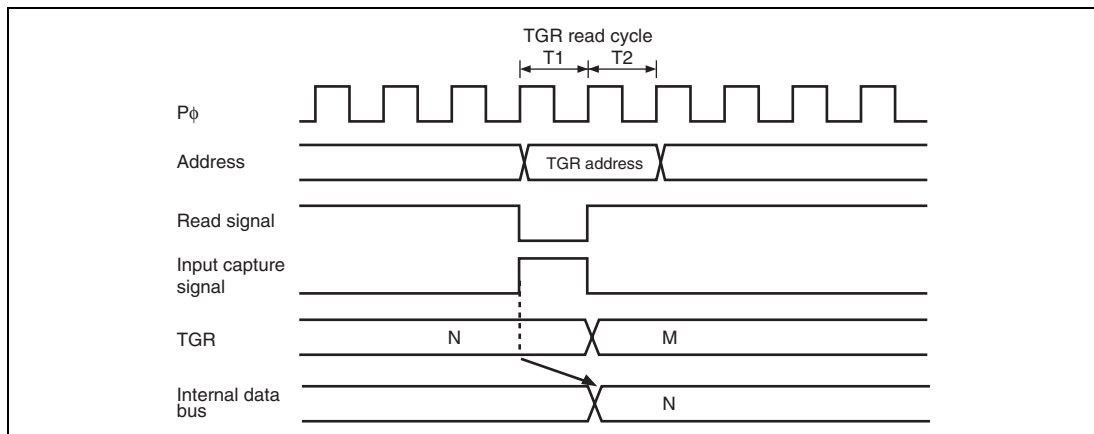 TGR read cycle
T1 T2
Pϕ
Address
TGR address
Read signal
Input capture
signal
TGR
N
M
Internal data
bus
N